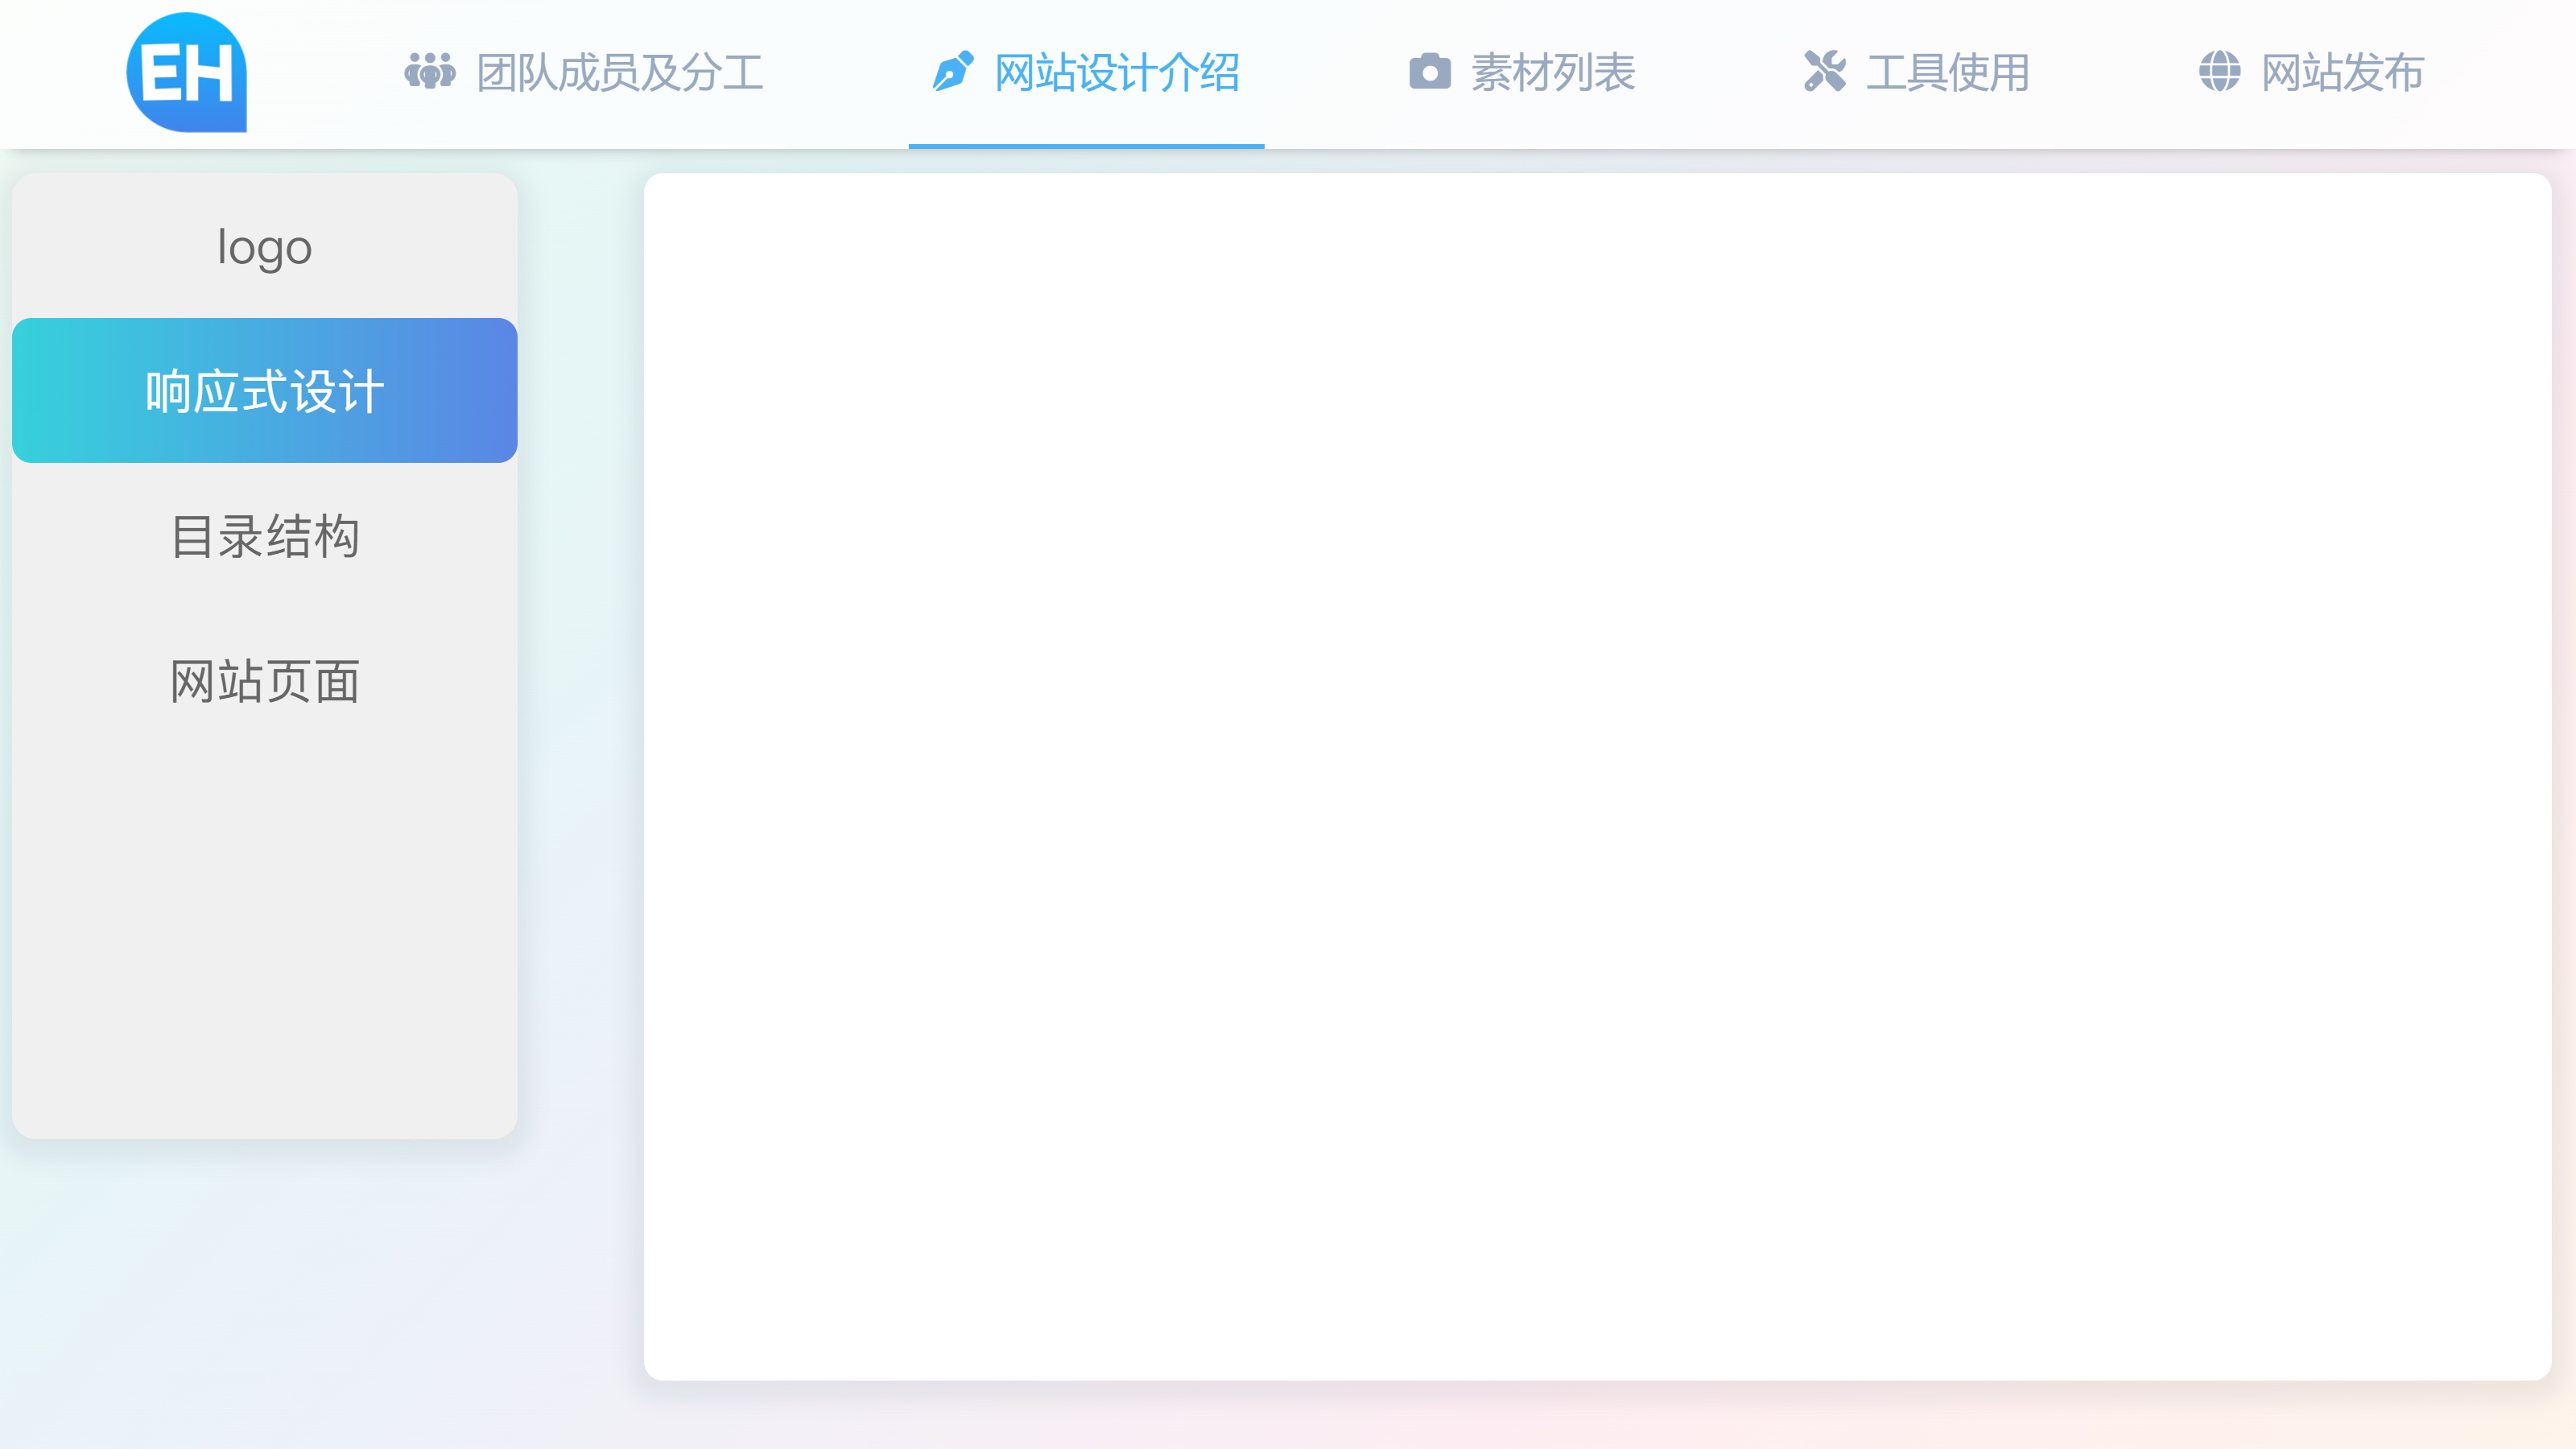 EH
团队成员及分工
网站设计介绍
素材列表
工具使用
网站发布
logo
响应式设计
目录结构
网站页面